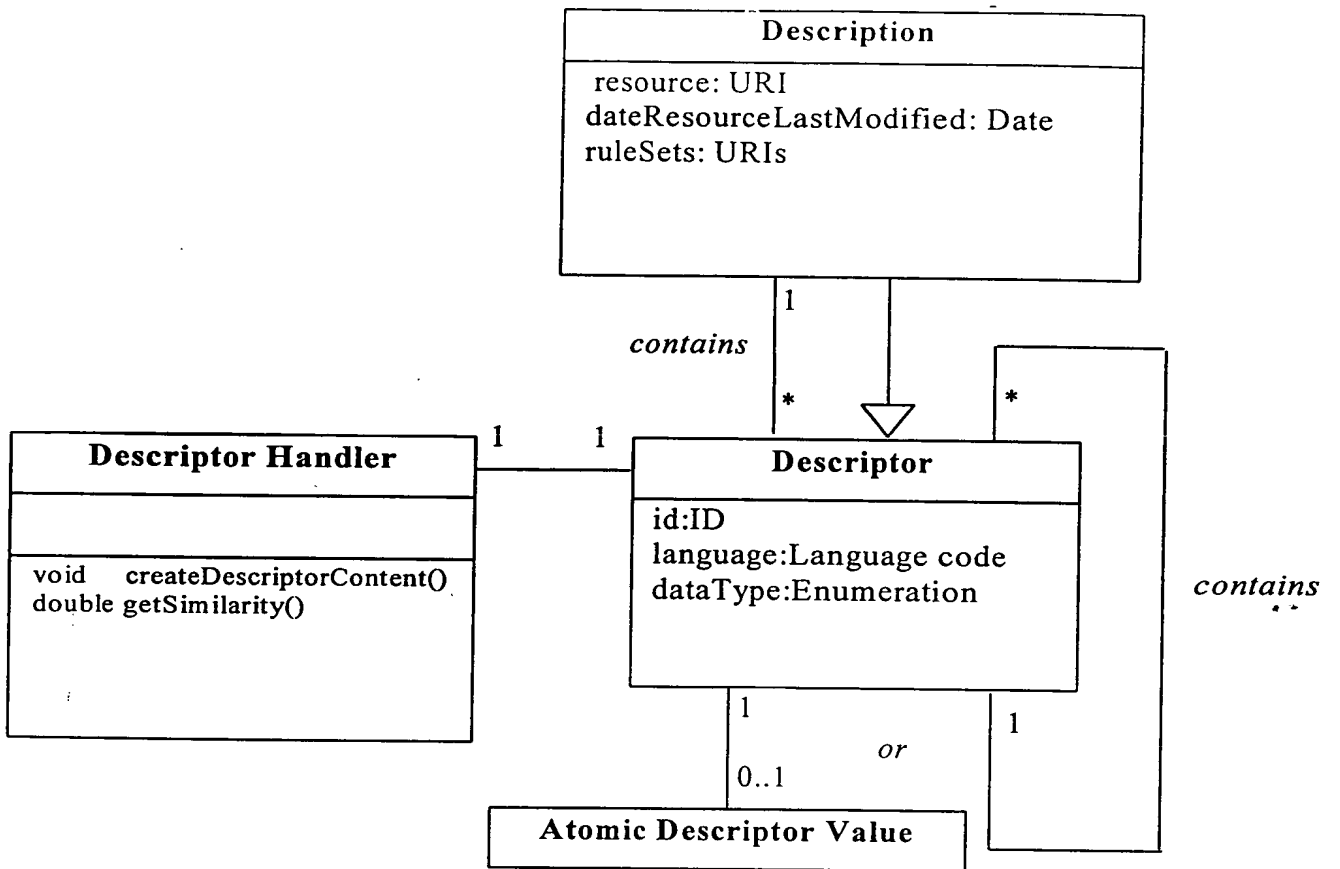 Description
resource: URI
dateResourceLastModified: Date
ruleSets: URIs
1
contains
*
*
Descriptor Handler
1
1
Descriptor
void createDescriptorContent()
double getSimilarity()
id:ID
language:Language code
dataType:Enumeration
contains
1
or
1
0..1
Atomic Descriptor Value